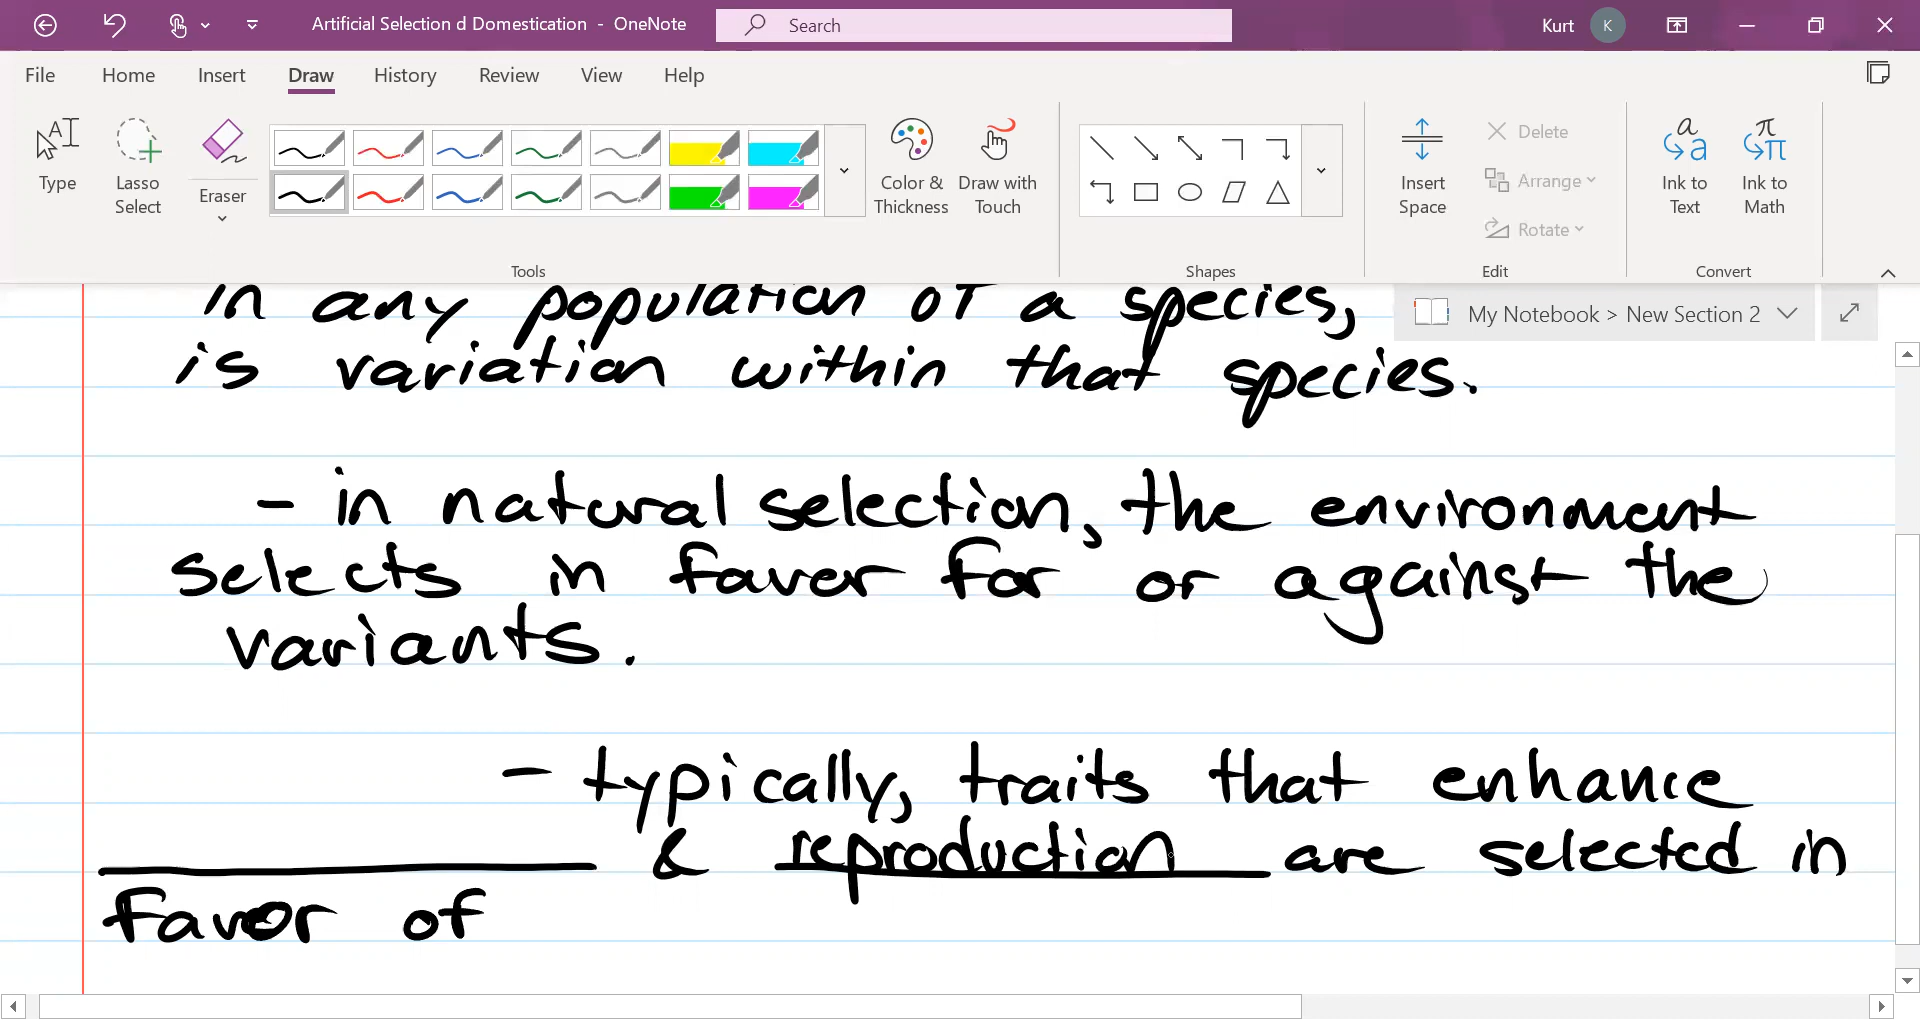 Artificial Selection d Domestication - OneNote
Search
Kurt
K
File Home Insert Draw History Review View Help
Type
Lasso Select
Eraser
Color & Thickness
Draw with Touch
Insert Space
Delete
Arrange
Rotate
a a
Ink to Text
π π
Ink to Math
Tools
Shapes
Edit
Convert
My Notebook > New Section 2
in any population of a species,
is variation within that species.
- in natural selection, the environment
selects in faver for or against the
variants.
- typically, traits that enhance
& reproduction are selected in
favor of